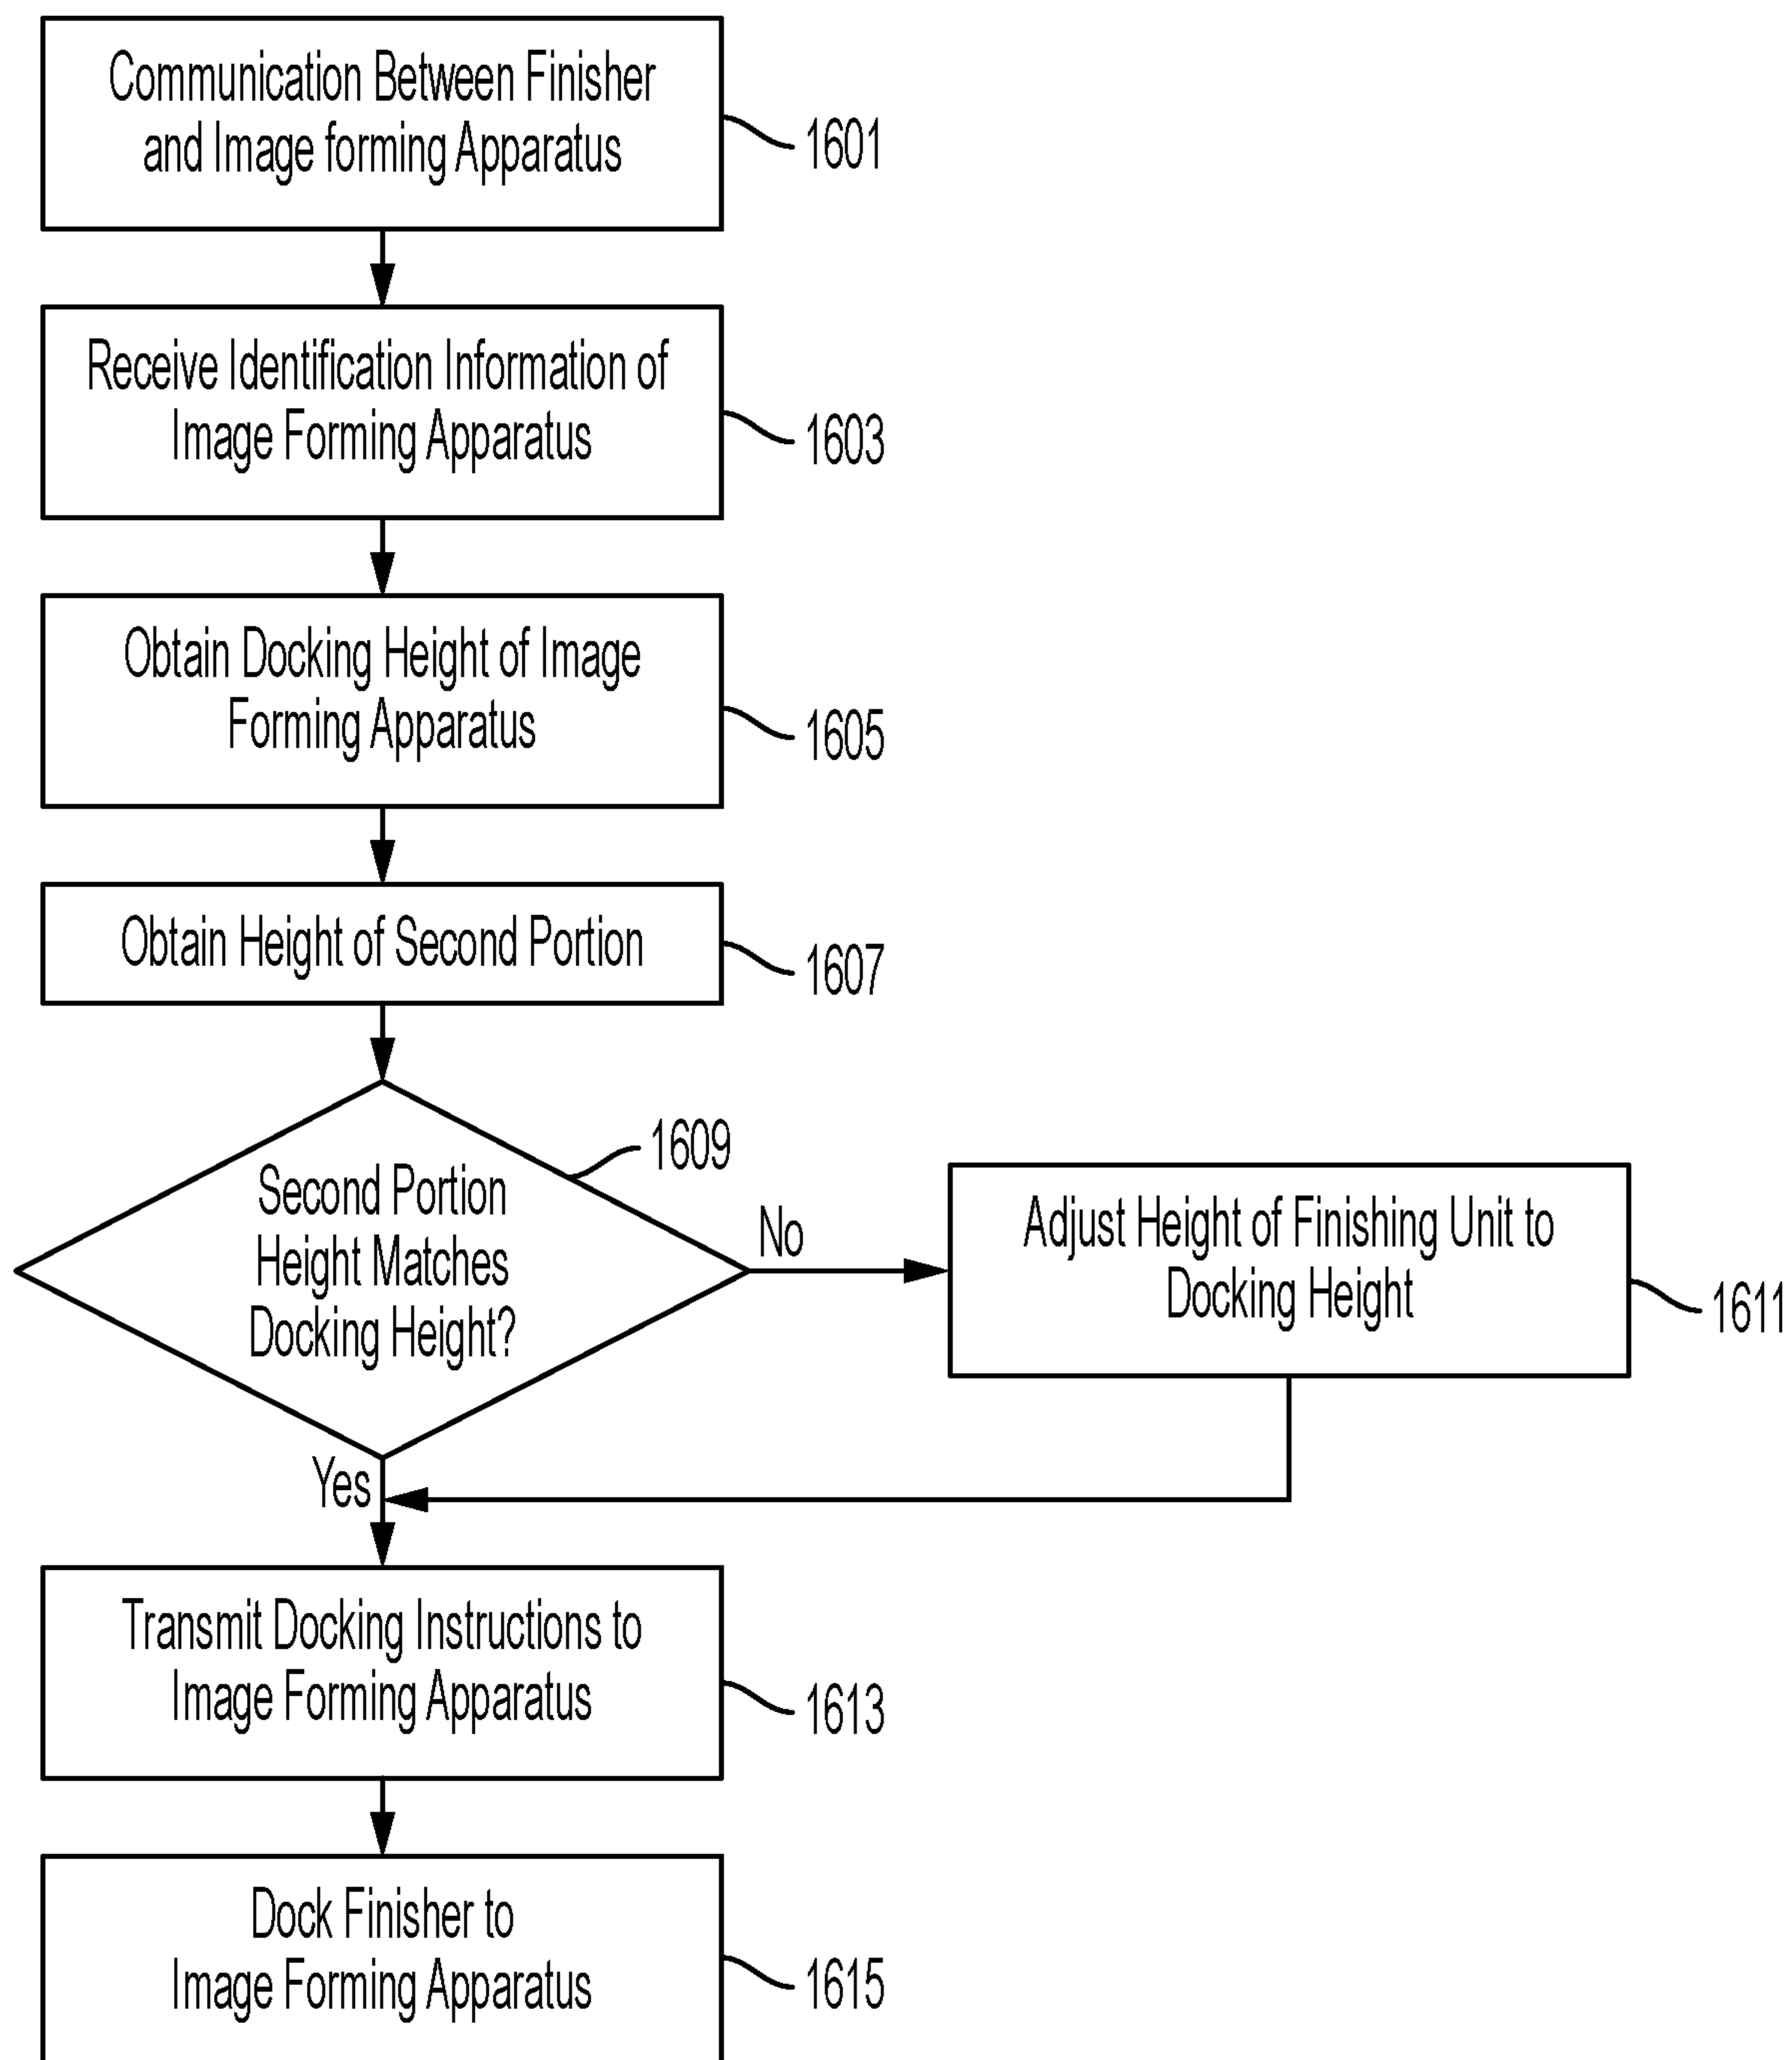 Communication Between Finisher
and Image forming Apparatus
1601
Receive Identification Information of
Image Forming Apparatus
1603
Obtain Docking Height of Image
Forming Apparatus
1605
Obtain Height of Second Portion
1607
1609
Second Portion
Height Matches
Docking Height?
No
Adjust Height of Finishing Unit to
Docking Height
1611
Yes
Transmit Docking Instructions to
Image Forming Apparatus
1613
Dock Finisher to
Image Forming Apparatus
1615